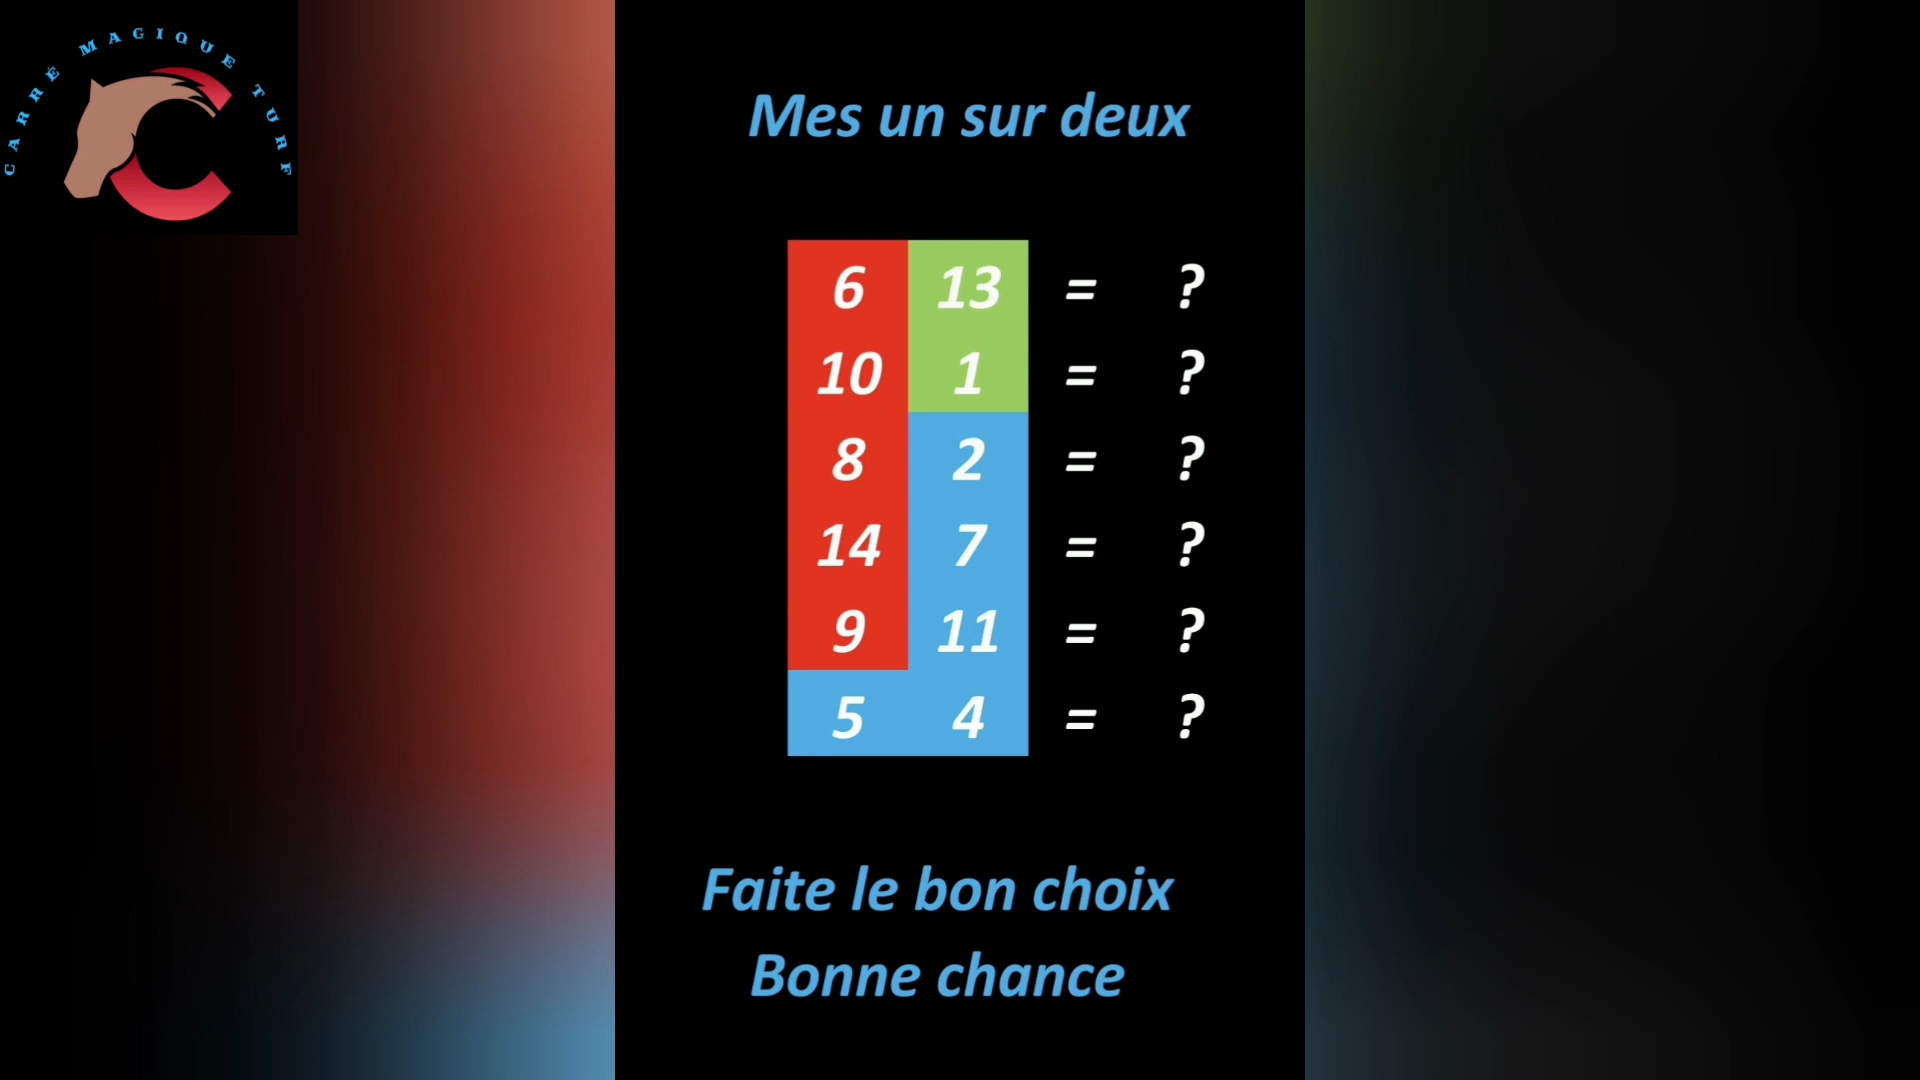 CARRÉ MAGIQUE TURF
Mes un sur deux
6 13 = ?
10 1 = ?
8 2 = ?
14 7 = ?
9 11 = ?
5 4 = ?
Faite le bon choix
Bonne chance